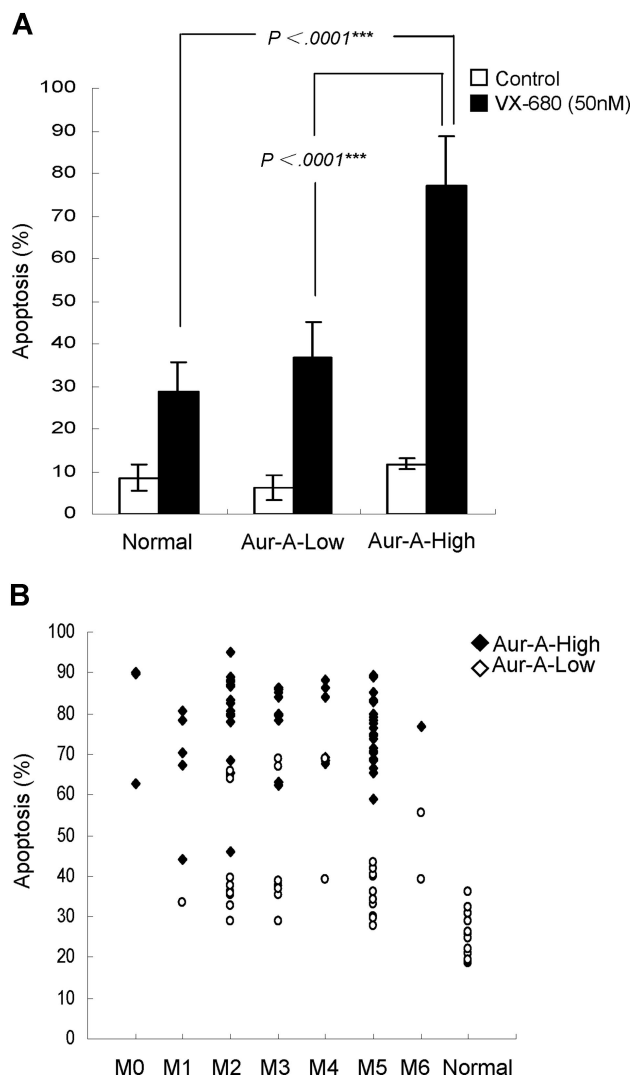 A
P < .0001***
Control
VX-680 (50nM)
P < .0001***
Apoptosis (%)
100
90
80
70
60
50
40
30
20
10
0
Normal Aur-A-Low Aur-A-High
B
Aur-A-High
Aur-A-Low
Apoptosis (%)
100
90
80
70
60
50
40
30
20
10
0
M0 M1 M2 M3 M4 M5 M6 Normal